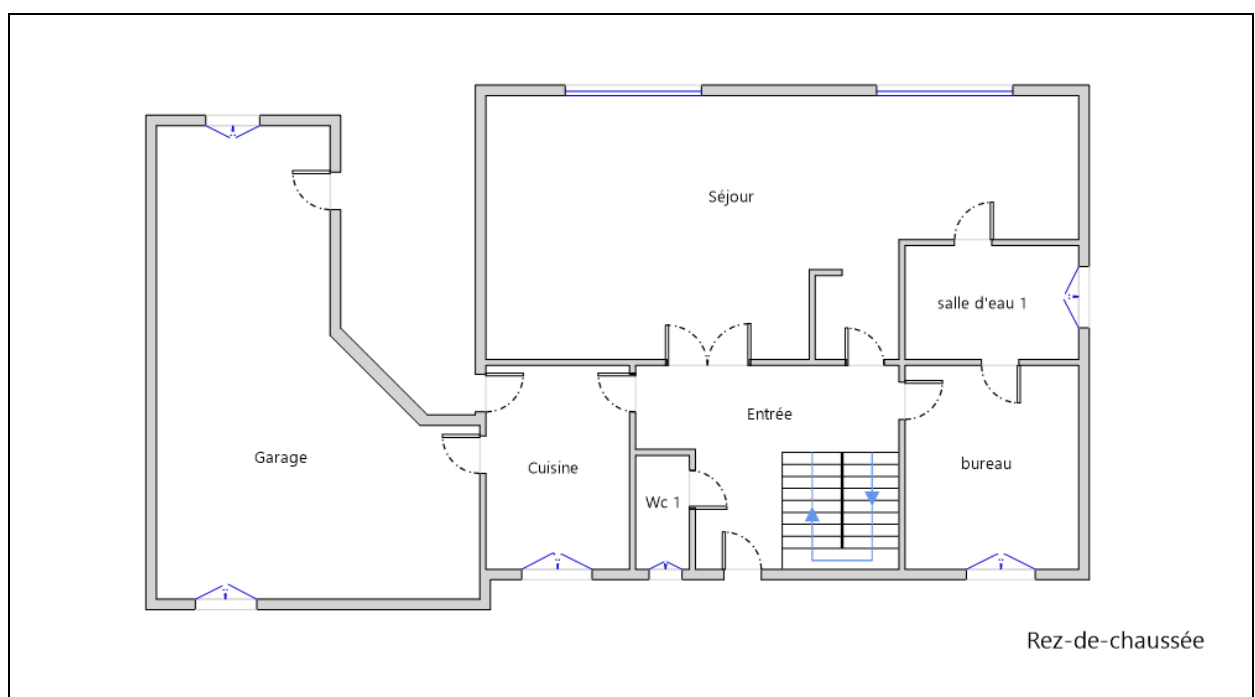 Séjour
salle d'eau 1
Entrée
Garage
Cuisine
bureau
Wc 1
Rez-de-chaussée